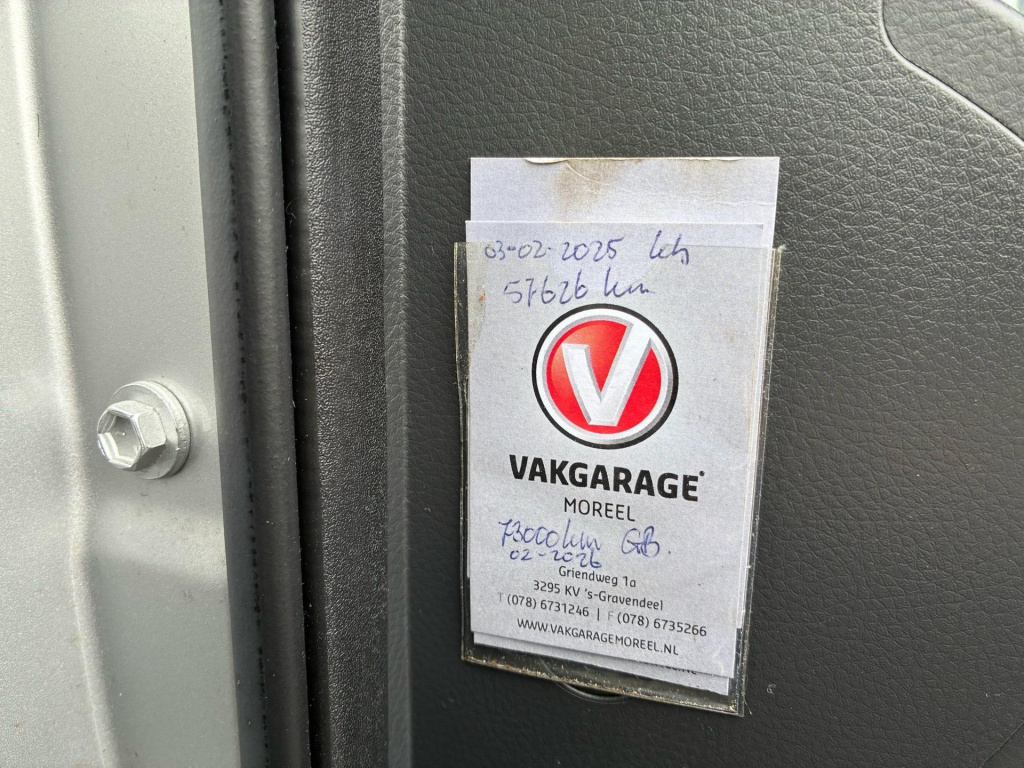 03-02-2025
57626 km
V
VAKGARAGE®
MOREEL
73000 km GB.
02-2026
Griendweg 1a
3295 KV 's-Gravendeel
T (078) 6731246 | F (078) 6735266
WWW.VAKGARAGEMOREEL.NL